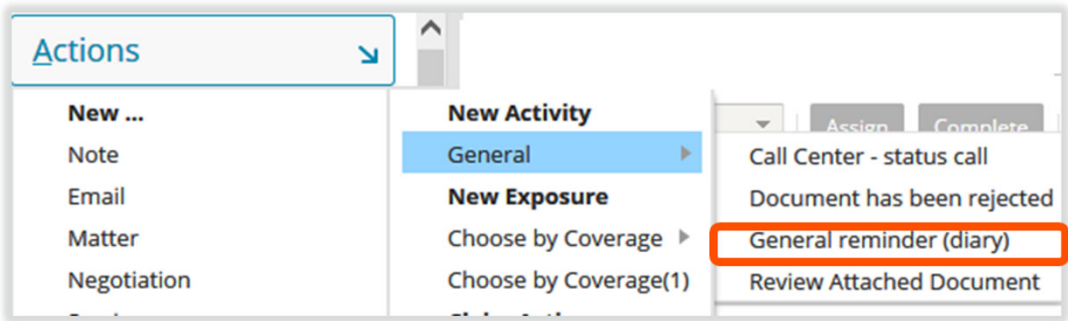 Actions
New ...
Note
Email
Matter
Negotiation
New Activity
General
New Exposure
Choose by Coverage
Choose by Coverage(1)
Assign
Complete
Call Center - status call
Document has been rejected
General reminder (diary)
Review Attached Document